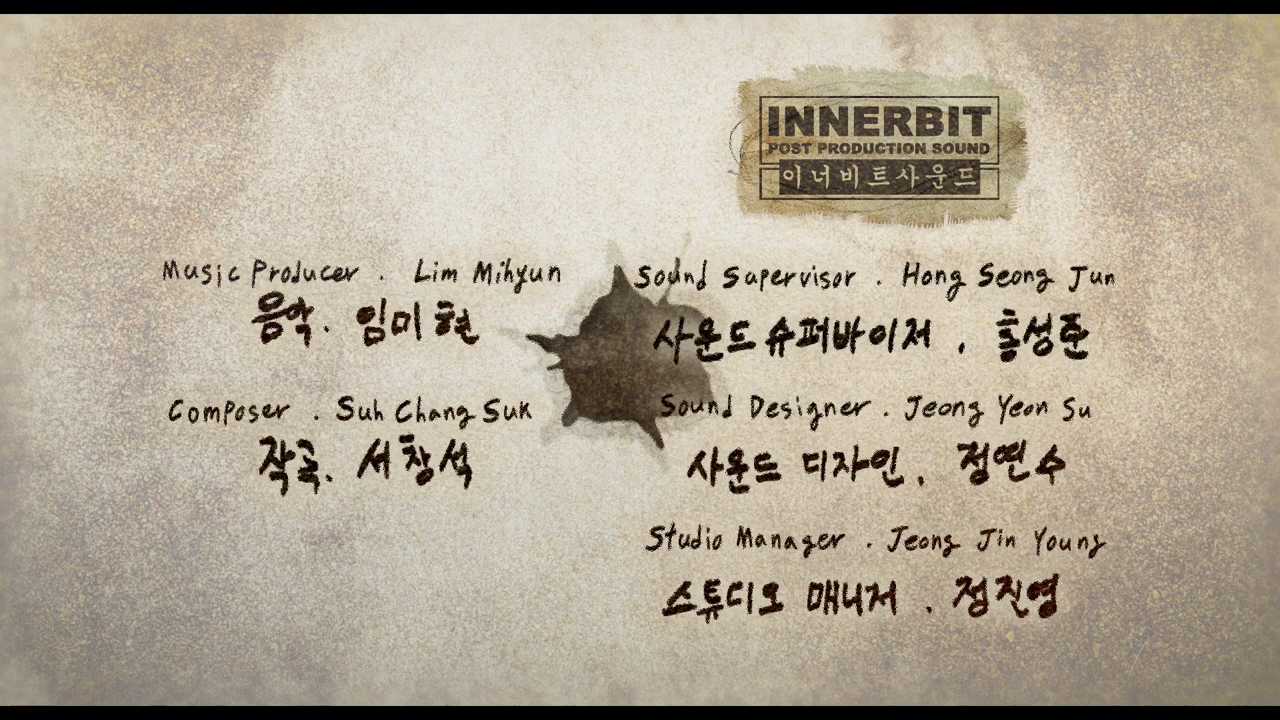 INNERBIT
POST PRODUCTION SOUND
이너비트사운드
Music Producer . Lim Mihyun
음악. 임미현
Composer . Suh Chang Suk
작곡. 서창석
Sound Supervisor . Hong Seong Jun
사운드 슈퍼바이저 . 홍성준
Sound Designer . Jeong Yeon Su
사운드 디자인 . 정연수
Studio Manager . Jeong Jin Young
스튜디오 매니저 . 정진영